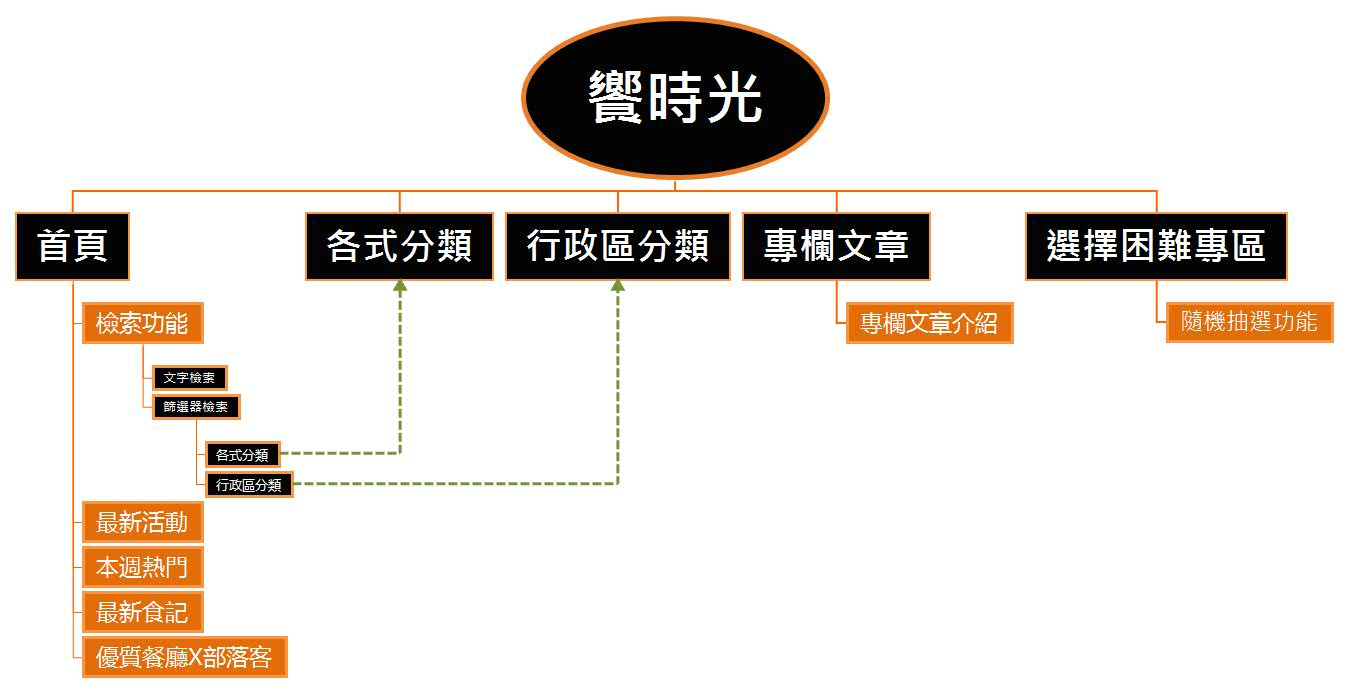 饗時光
首頁
各式分類
行政區分類
專欄文章
選擇困難專區
檢索功能
專欄文章介紹
隨機抽選功能
文字檢索
篩選器檢索
各式分類
行政區分類
最新活動
本週熱門
最新食記
優質餐廳X部落客